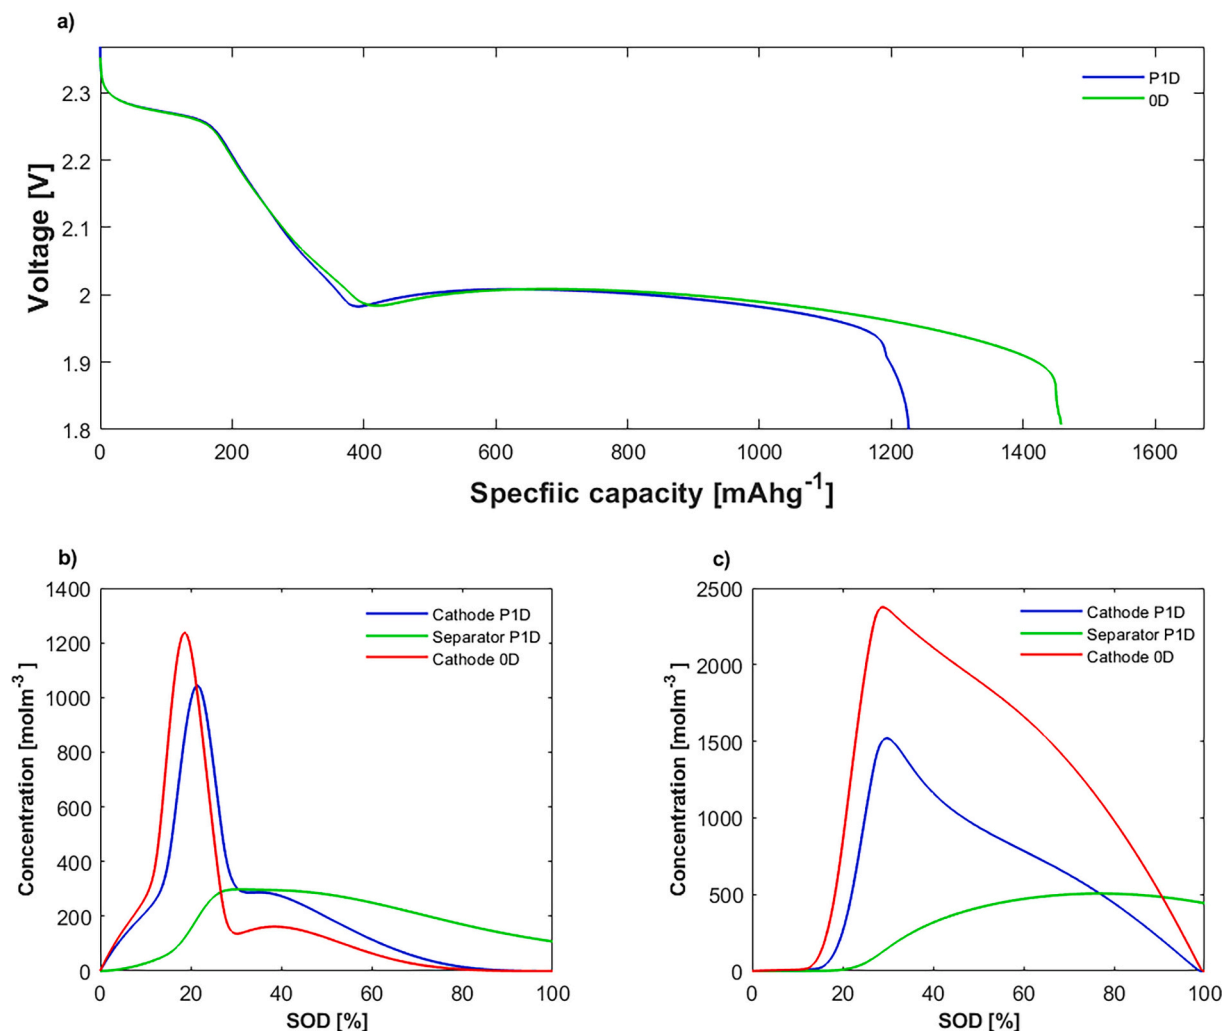 a)
P1D
0D
2.3
2.2
2.1
2
1.9
1.8
Voltage [V]
0 200 400 600 800 1000 1200 1400 1600
Specfiic capacity [mAhg-1]
b)
1400
1200
1000
800
600
400
200
0
Concentration [molm-3]
Cathode P1D
Separator P1D
Cathode 0D
0 20 40 60 80 100
SOD [%]
c)
2500
2000
1500
1000
500
0
Concentration [molm-3]
Cathode P1D
Separator P1D
Cathode 0D
0 20 40 60 80 100
SOD [%]